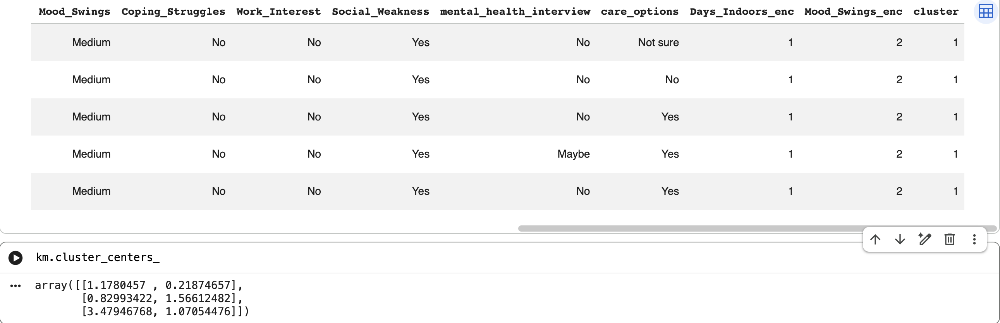 Mood_Swings Coping_Struggles Work_Interest Social_Weakness mental_health_interview care_options Days_Indoors_enc Mood_Swings_enc cluster
Medium No No Yes No Not sure 1 2 1
Medium No No Yes No No 1 2 1
Medium No No Yes No Yes 1 2 1
Medium No No Yes Maybe Yes 1 2 1
Medium No No Yes No Yes 1 2 1
km.cluster_centers_
array([[1.1780457 , 0.21874657],
[0.82993422, 1.56612482],
[3.47946768, 1.07054476]])